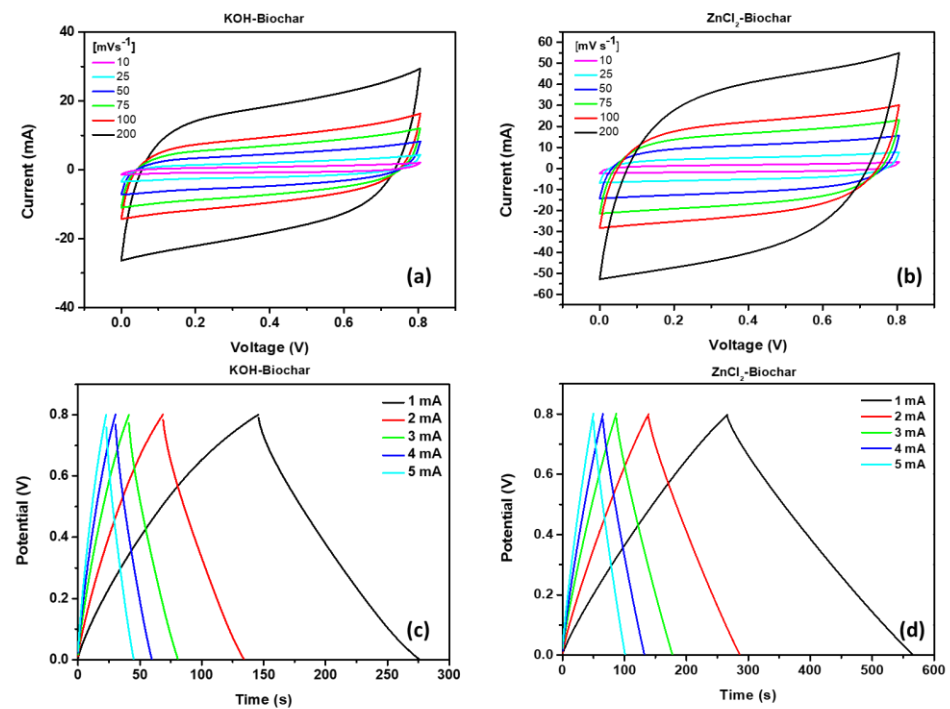 KOH-Biochar
[mVs⁻¹]
10
25
50
75
100
200
40
20
0
-20
-40
Current (mA)
0.0 0.2 0.4 0.6 0.8
Voltage (V)
(a)
ZnCl₂-Biochar
[mV s⁻¹]
10
25
50
75
100
200
60
50
40
30
20
10
0
-10
-20
-30
-40
-50
-60
Current (mA)
0.0 0.2 0.4 0.6 0.8
Voltage (V)
(b)
KOH-Biochar
1 mA
2 mA
3 mA
4 mA
5 mA
0.8
0.6
0.4
0.2
0.0
Potential (V)
0 50 100 150 200 250 300
Time (s)
(c)
ZnCl₂-Biochar
1 mA
2 mA
3 mA
4 mA
5 mA
0.8
0.6
0.4
0.2
0.0
Potential (V)
0 100 200 300 400 500 600
Time (s)
(d)